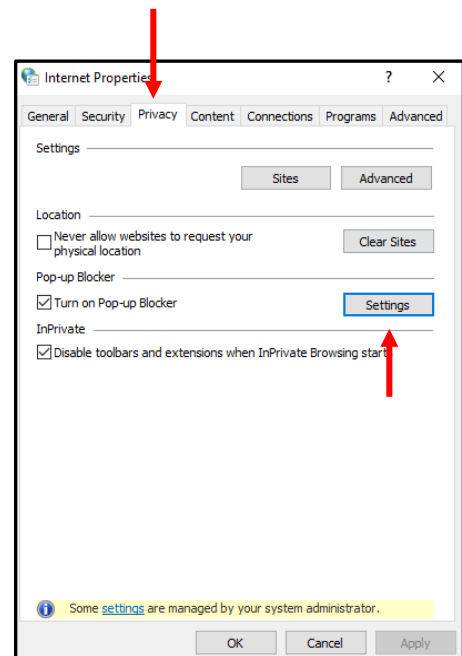 Internet Properties ? X
General Security Privacy Content Connections Programs Advanced
Settings
Sites Advanced
Location
Never allow websites to request your
physical location
Clear Sites
Pop-up Blocker
Turn on Pop-up Blocker
Settings
InPrivate
Disable toolbars and extensions when InPrivate Browsing starts
Some settings are managed by your system administrator.
OK Cancel Apply